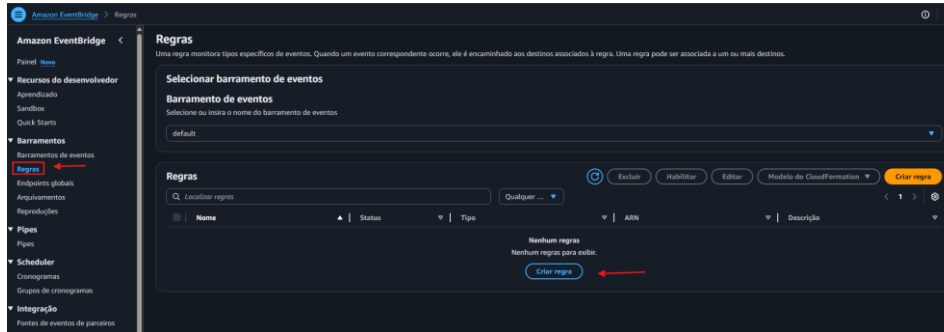 Amazon EventBridge > Regras
Amazon EventBridge
Painel Novo
Recursos do desenvolvedor
Aprendizado
Sandbox
Quick Starts
Barramentos
Barramentos de eventos
Regras
Endpoints globais
Arquivamentos
Reproduções
Pipes
Pipes
Scheduler
Cronogramas
Grupos de cronogramas
Integração
Fontes de eventos de parceiros
Regras
Uma regra monitora tipos específicos de eventos. Quando um evento correspondente ocorre, ele é encaminhado aos destinos associados à regra. Uma regra pode ser associada a um ou mais destinos.
Selecionar barramento de eventos
Barramento de eventos
Selecione ou insira o nome do barramento de eventos
default
Regras
Excluir Habilitar Editar Modelo do CloudFormation Criar regra
Localizar regras Qualquer ... 1
Nome Status Tipo ARN Descrição
Nenhum regras
Nenhum regras para exibir.
Criar regra